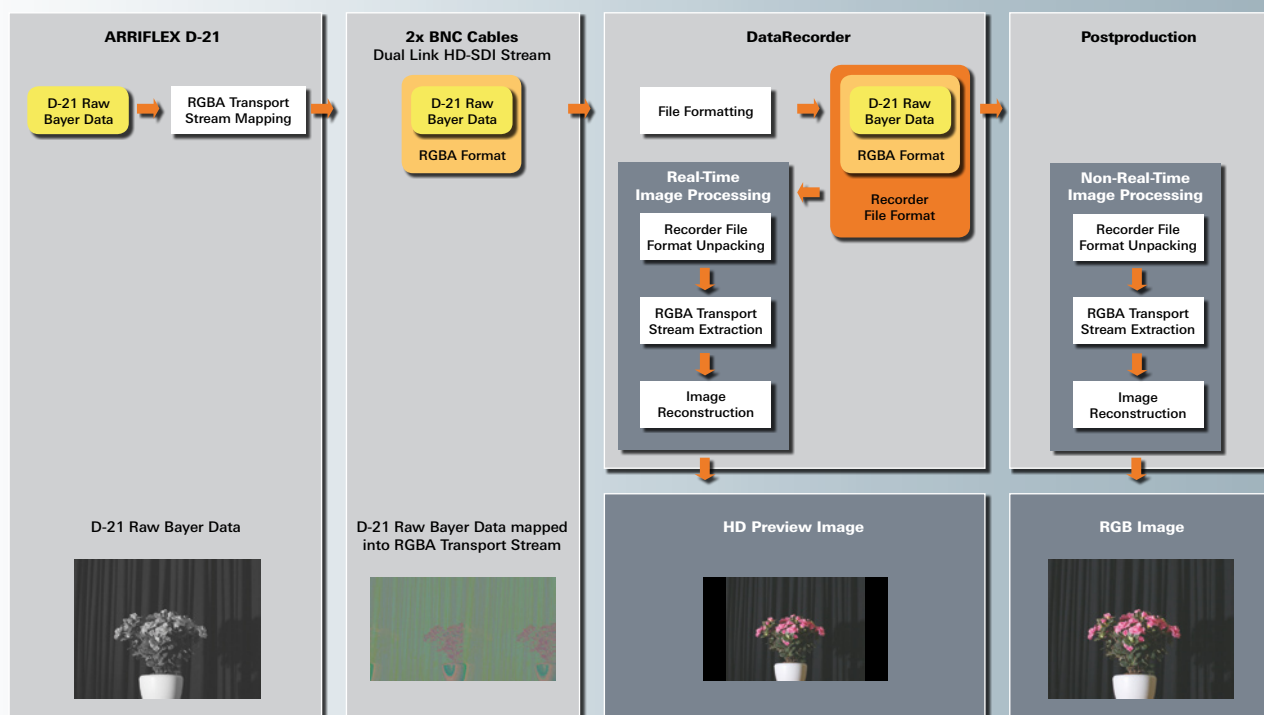 ARRIFLEX D-21
D-21 Raw
Bayer Data
RGBA Transport
Stream Mapping
D-21 Raw Bayer Data
2x BNC Cables
Dual Link HD-SDI Stream
D-21 Raw
Bayer Data
RGBA Format
D-21 Raw Bayer Data mapped
into RGBA Transport Stream
DataRecorder
File Formatting
D-21 Raw
Bayer Data
RGBA Format
Recorder
File Format
Real-Time
Image Processing
Recorder File
Format Unpacking
RGBA Transport
Stream Extraction
Image
Reconstruction
HD Preview Image
Postproduction
Non-Real-Time
Image Processing
Recorder File
Format Unpacking
RGBA Transport
Stream Extraction
Image
Reconstruction
RGB Image